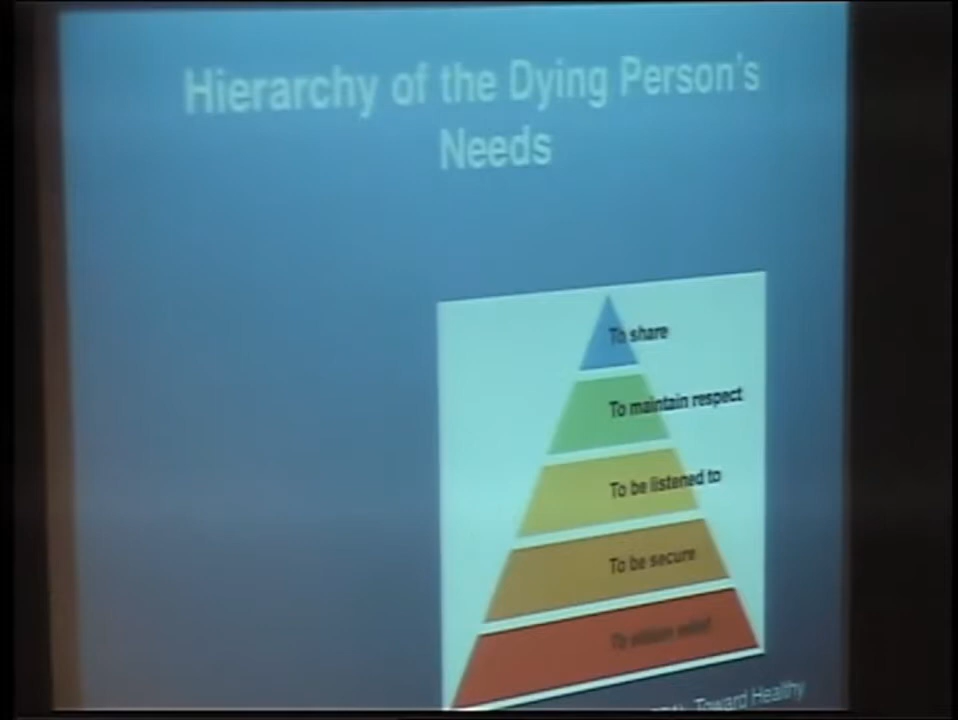 Hierarchy of the Dying Person's
Needs
To share
To maintain respect
To be listened to
To be secure
To
Toward Healthy